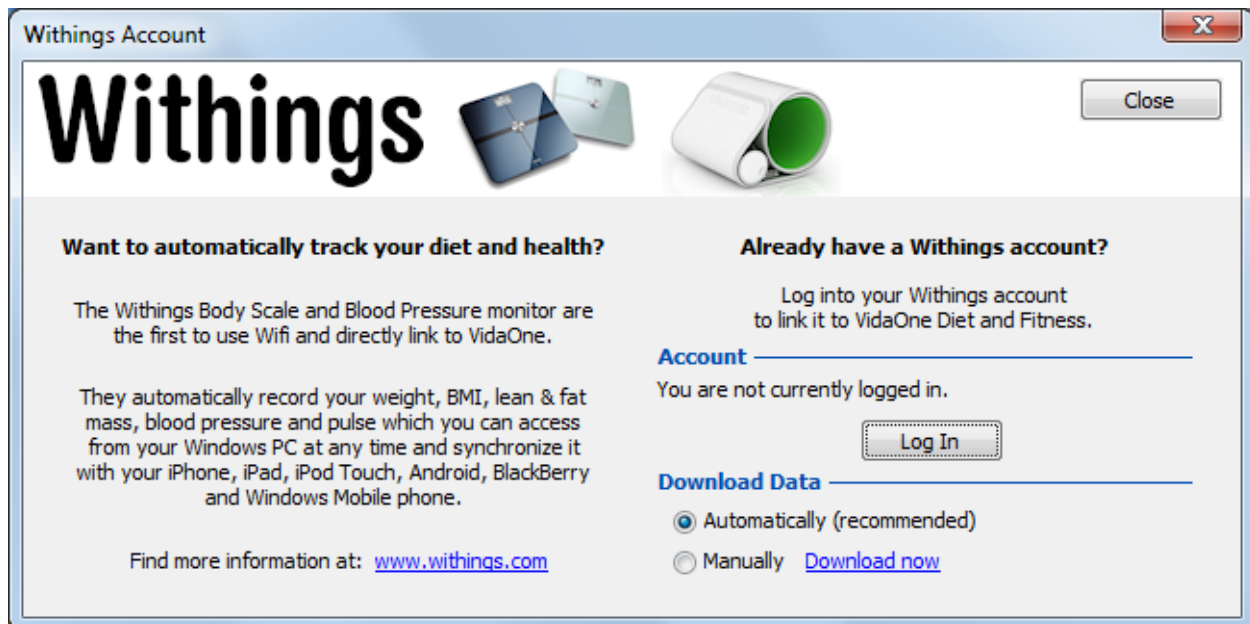 Withings Account
Withings
Close
Want to automatically track your diet and health?
The Withings Body Scale and Blood Pressure monitor are
the first to use Wifi and directly link to VidaOne.
They automatically record your weight, BMI, lean & fat
mass, blood pressure and pulse which you can access
from your Windows PC at any time and synchronize it
with your iPhone, iPad, iPod Touch, Android, BlackBerry
and Windows Mobile phone.
Find more information at: www.withings.com
Already have a Withings account?
Log into your Withings account
to link it to VidaOne Diet and Fitness.
Account
You are not currently logged in.
Log In
Download Data
Automatically (recommended)
Manually Download now